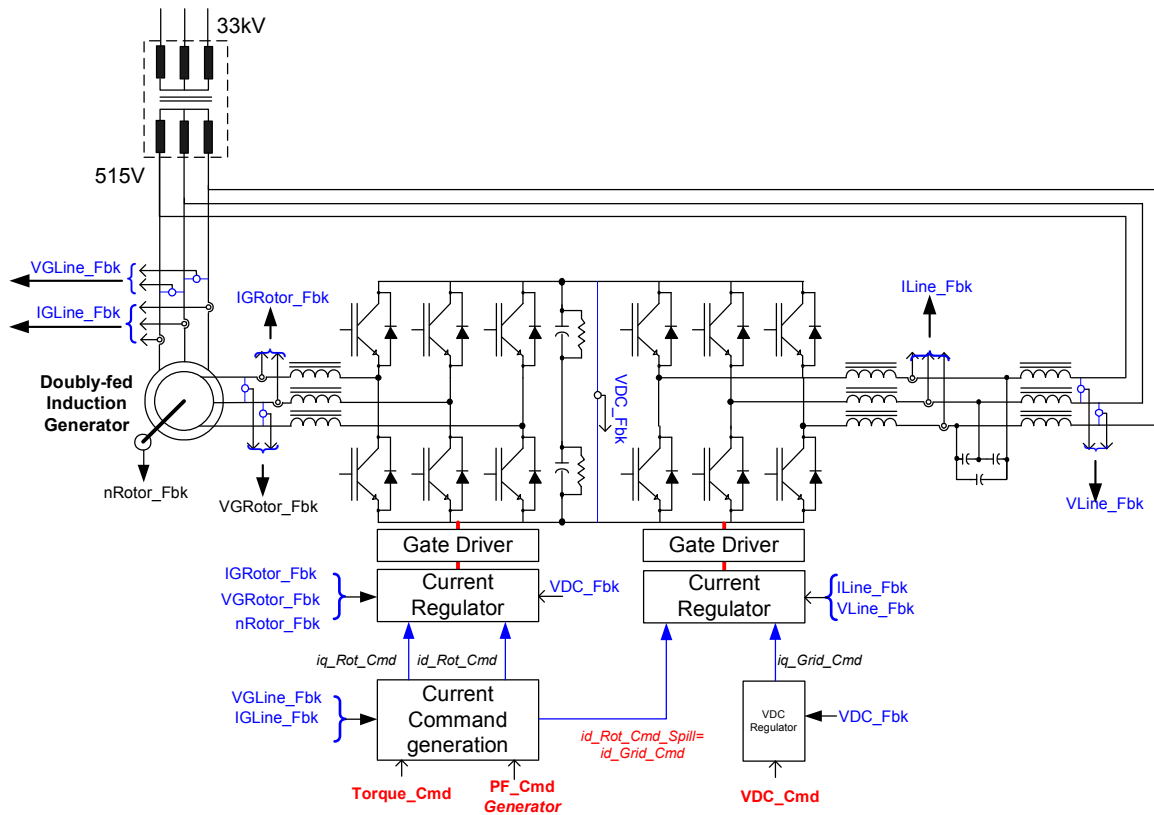 33kV
515V
VGLine_Fbk
IGLine_Fbk
IGRotor_Fbk
ILine_Fbk
Doubly-fed
Induction
Generator
VDC_Fbk
nRotor_Fbk
VGRotor_Fbk
VLine_Fbk
Gate Driver
Gate Driver
IGRotor_Fbk
VGRotor_Fbk
nRotor_Fbk
Current
Regulator
VDC_Fbk
Current
Regulator
ILine_Fbk
VLine_Fbk
iq_Rot_Cmd
id_Rot_Cmd
iq_Grid_Cmd
VGLine_Fbk
IGLine_Fbk
Current
Command
generation
id_Rot_Cmd_Spill=
id_Grid_Cmd
VDC
Regulator
VDC_Fbk
Torque_Cmd
PF_Cmd
Generator
VDC_Cmd